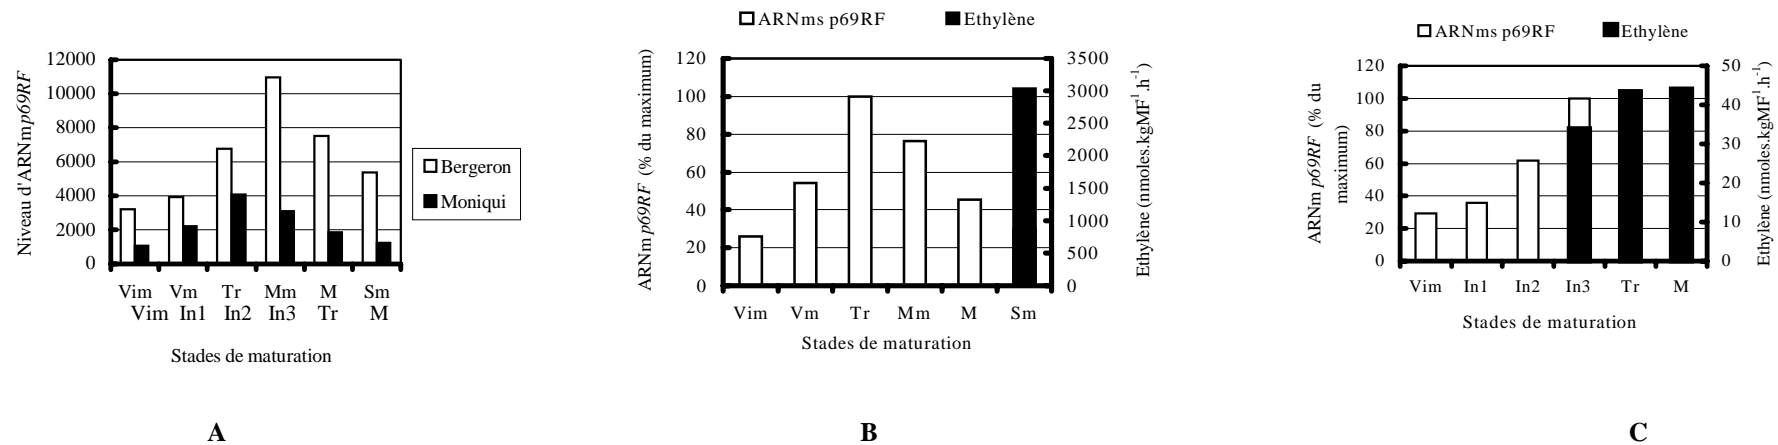 Niveau d'ARNm p69RF
12000
10000
8000
6000
4000
2000
0
Vim Vm Tr Mm M Sm
Vim In1 In2 In3 Tr M
Stades de maturation
Bergeron
Moniqui
A
ARNms p69RF Ethylène
ARNm p69RF (% du maximum)
120
100
80
60
40
20
0
3500
3000
2500
2000
1500
1000
500
0
Ethylène (nmoles.kgMF¹.h⁻¹)
Vim Vm Tr Mm M Sm
Stades de maturation
B
ARNms p69RF Ethylène
ARNm p69RF (% du
maximum)
120
100
80
60
40
20
0
50
40
30
20
10
0
Ethylène (nmoles.kgMF¹.h⁻¹)
Vim In1 In2 In3 Tr M
Stades de maturation
C